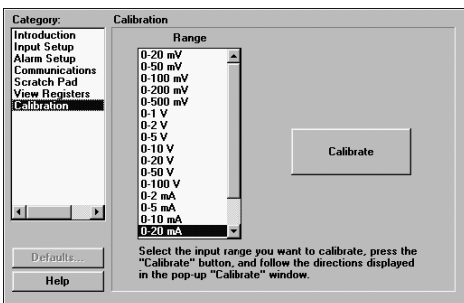 Category:
Introduction
Input Setup
Alarm Setup
Communications
Scratch Pad
View Registers
Calibration
Defaults...
Help
Calibration
Range
0-20 mV
0-50 mV
0-100 mV
0-200 mV
0-500 mV
0-1 V
0-2 V
0-5 V
0-10 V
0-20 V
0-50 V
0-100 V
0-2 mA
0-5 mA
0-10 mA
0-20 mA
Calibrate
Select the input range you want to calibrate, press the
"Calibrate" button, and follow the directions displayed
in the pop-up "Calibrate" window.